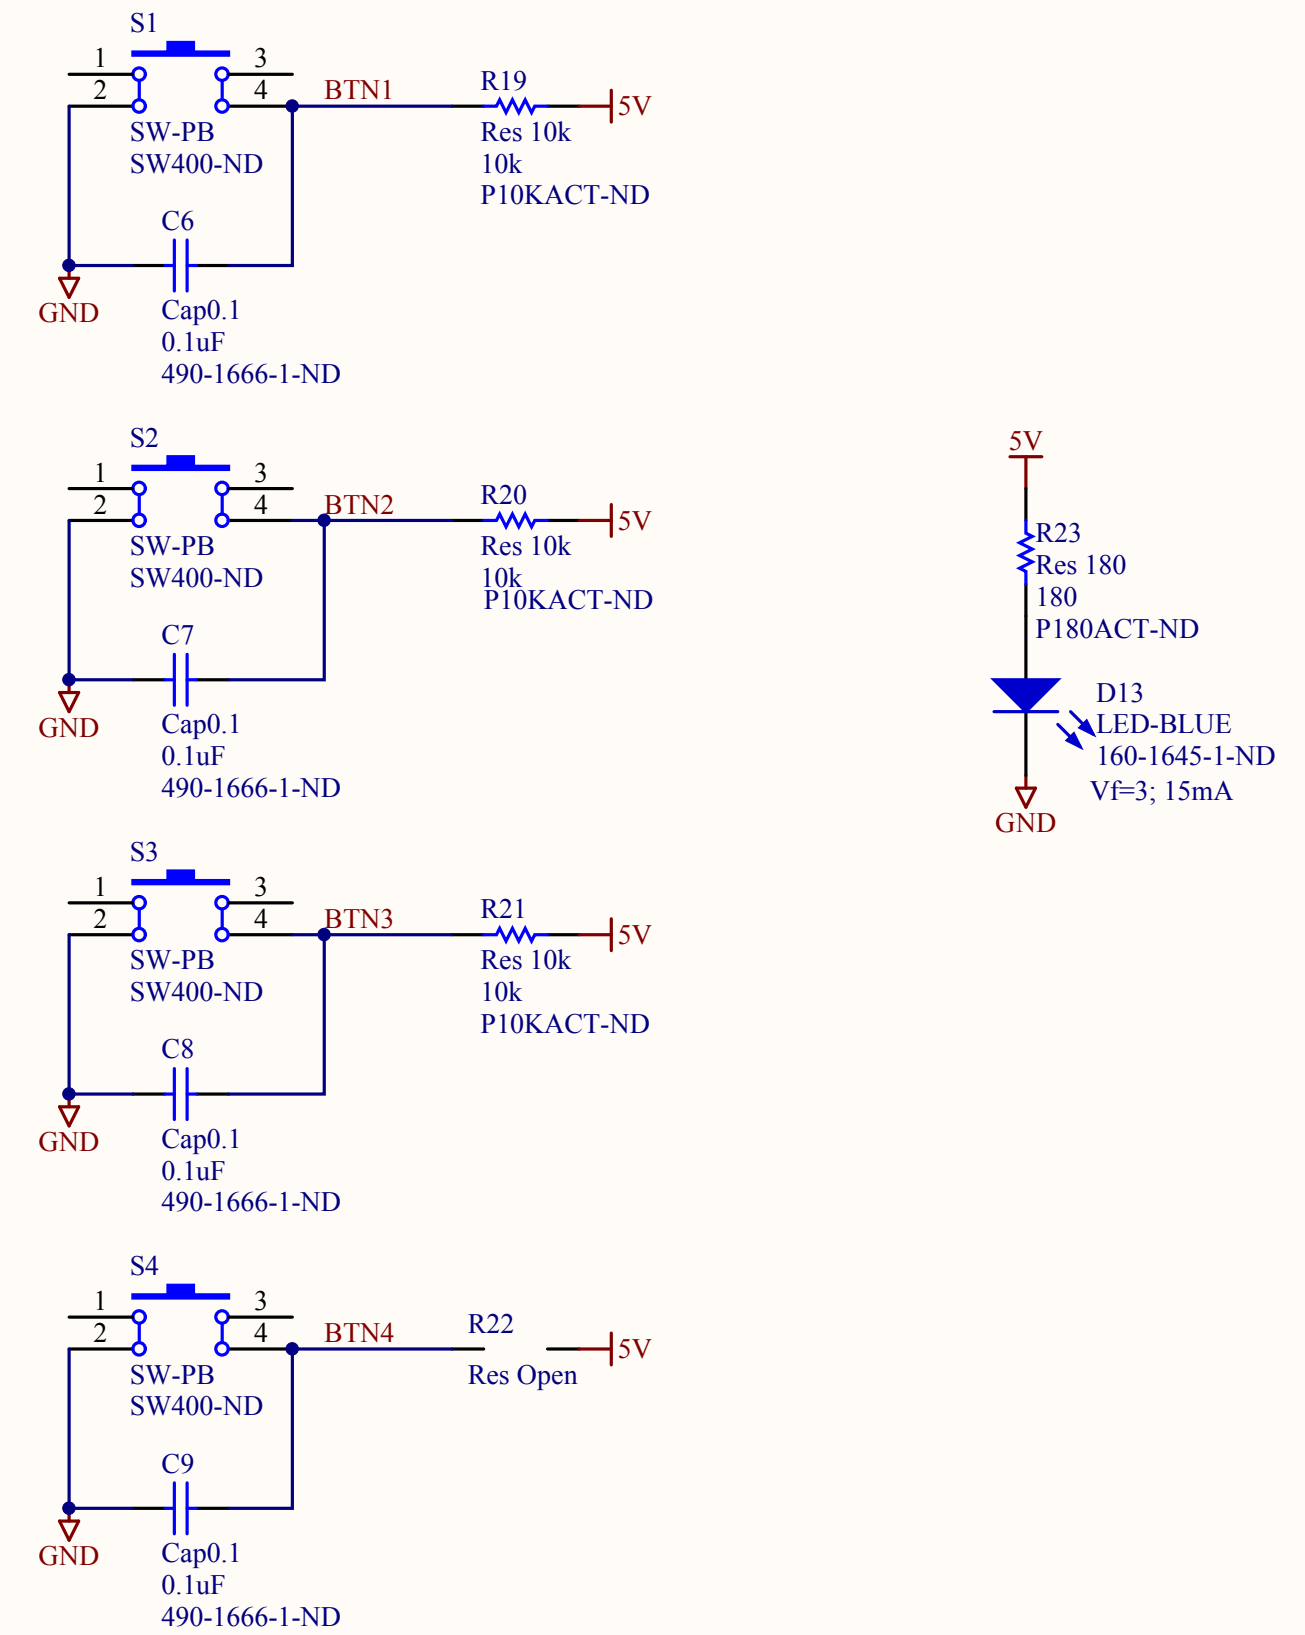 S1
1
2
3
4
BTN1
SW-PB
SW400-ND
R19
5V
Res 10k
10k
P10KACT-ND
C6
GND
Cap0.1
0.1uF
490-1666-1-ND
S2
1
2
3
4
BTN2
SW-PB
SW400-ND
R20
5V
Res 10k
10k
P10KACT-ND
C7
GND
Cap0.1
0.1uF
490-1666-1-ND
5V
R23
Res 180
180
P180ACT-ND
D13
LED-BLUE
160-1645-1-ND
Vf=3; 15mA
GND
S3
1
2
3
4
BTN3
SW-PB
SW400-ND
R21
5V
Res 10k
10k
P10KACT-ND
C8
GND
Cap0.1
0.1uF
490-1666-1-ND
S4
1
2
3
4
BTN4
SW-PB
SW400-ND
R22
5V
Res Open
C9
GND
Cap0.1
0.1uF
490-1666-1-ND